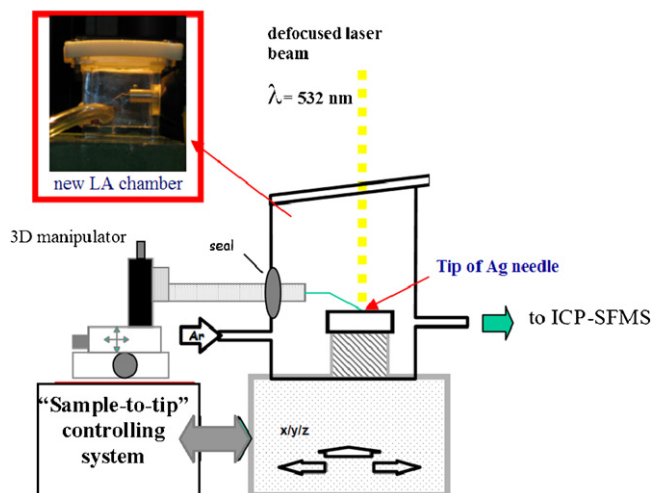 defocused laser
beam
λ= 532 nm
new LA chamber
3D manipulator
seal
Tip of Ag needle
Ar
to ICP-SFMS
“Sample-to-tip”
controlling
system
x/y/z